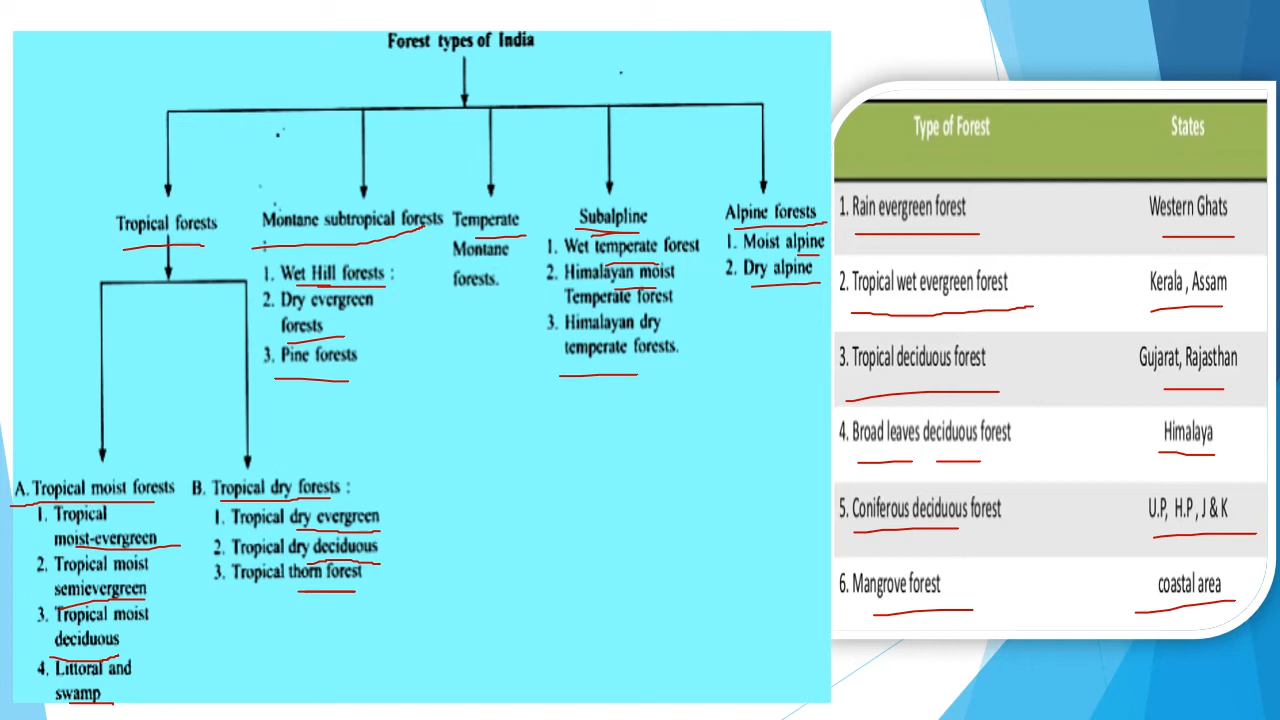 Forest types of India
Tropical forests
Montane subtropical forests
:
1. Wet Hill forests :
2. Dry evergreen
forests
3. Pine forests
Temperate
Montane
forests.
Subalpline
1. Wet temperate forest
2. Himalayan moist
Temperate forest
3. Himalayan dry
temperate forests.
Alpine forests
1. Moist alpine
2. Dry alpine
A. Tropical moist forests
1. Tropical
moist-evergreen
2. Tropical moist
semievergreen
3. Tropical moist
deciduous
4. Littoral and
swamp
B. Tropical dry forests :
1. Tropical dry evergreen
2. Tropical dry deciduous
3. Tropical thorn forest
Type of Forest States
1. Rain evergreen forest Western Ghats
2. Tropical wet evergreen forest Kerala , Assam
3. Tropical deciduous forest Gujarat, Rajasthan
4. Broad leaves deciduous forest Himalaya
5. Coniferous deciduous forest U.P, H.P , J & K
6. Mangrove forest coastal area